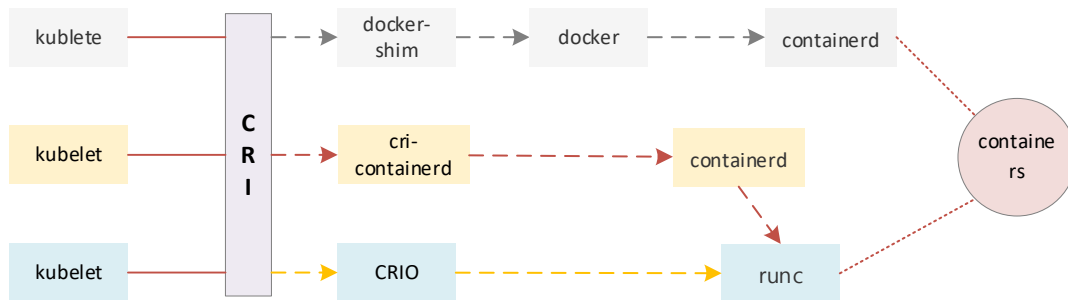 kublete
docker-
shim
docker
containerd
C
R
I
kubelet
cri-
containerd
containerd
containe
rs
kubelet
CRIO
runc